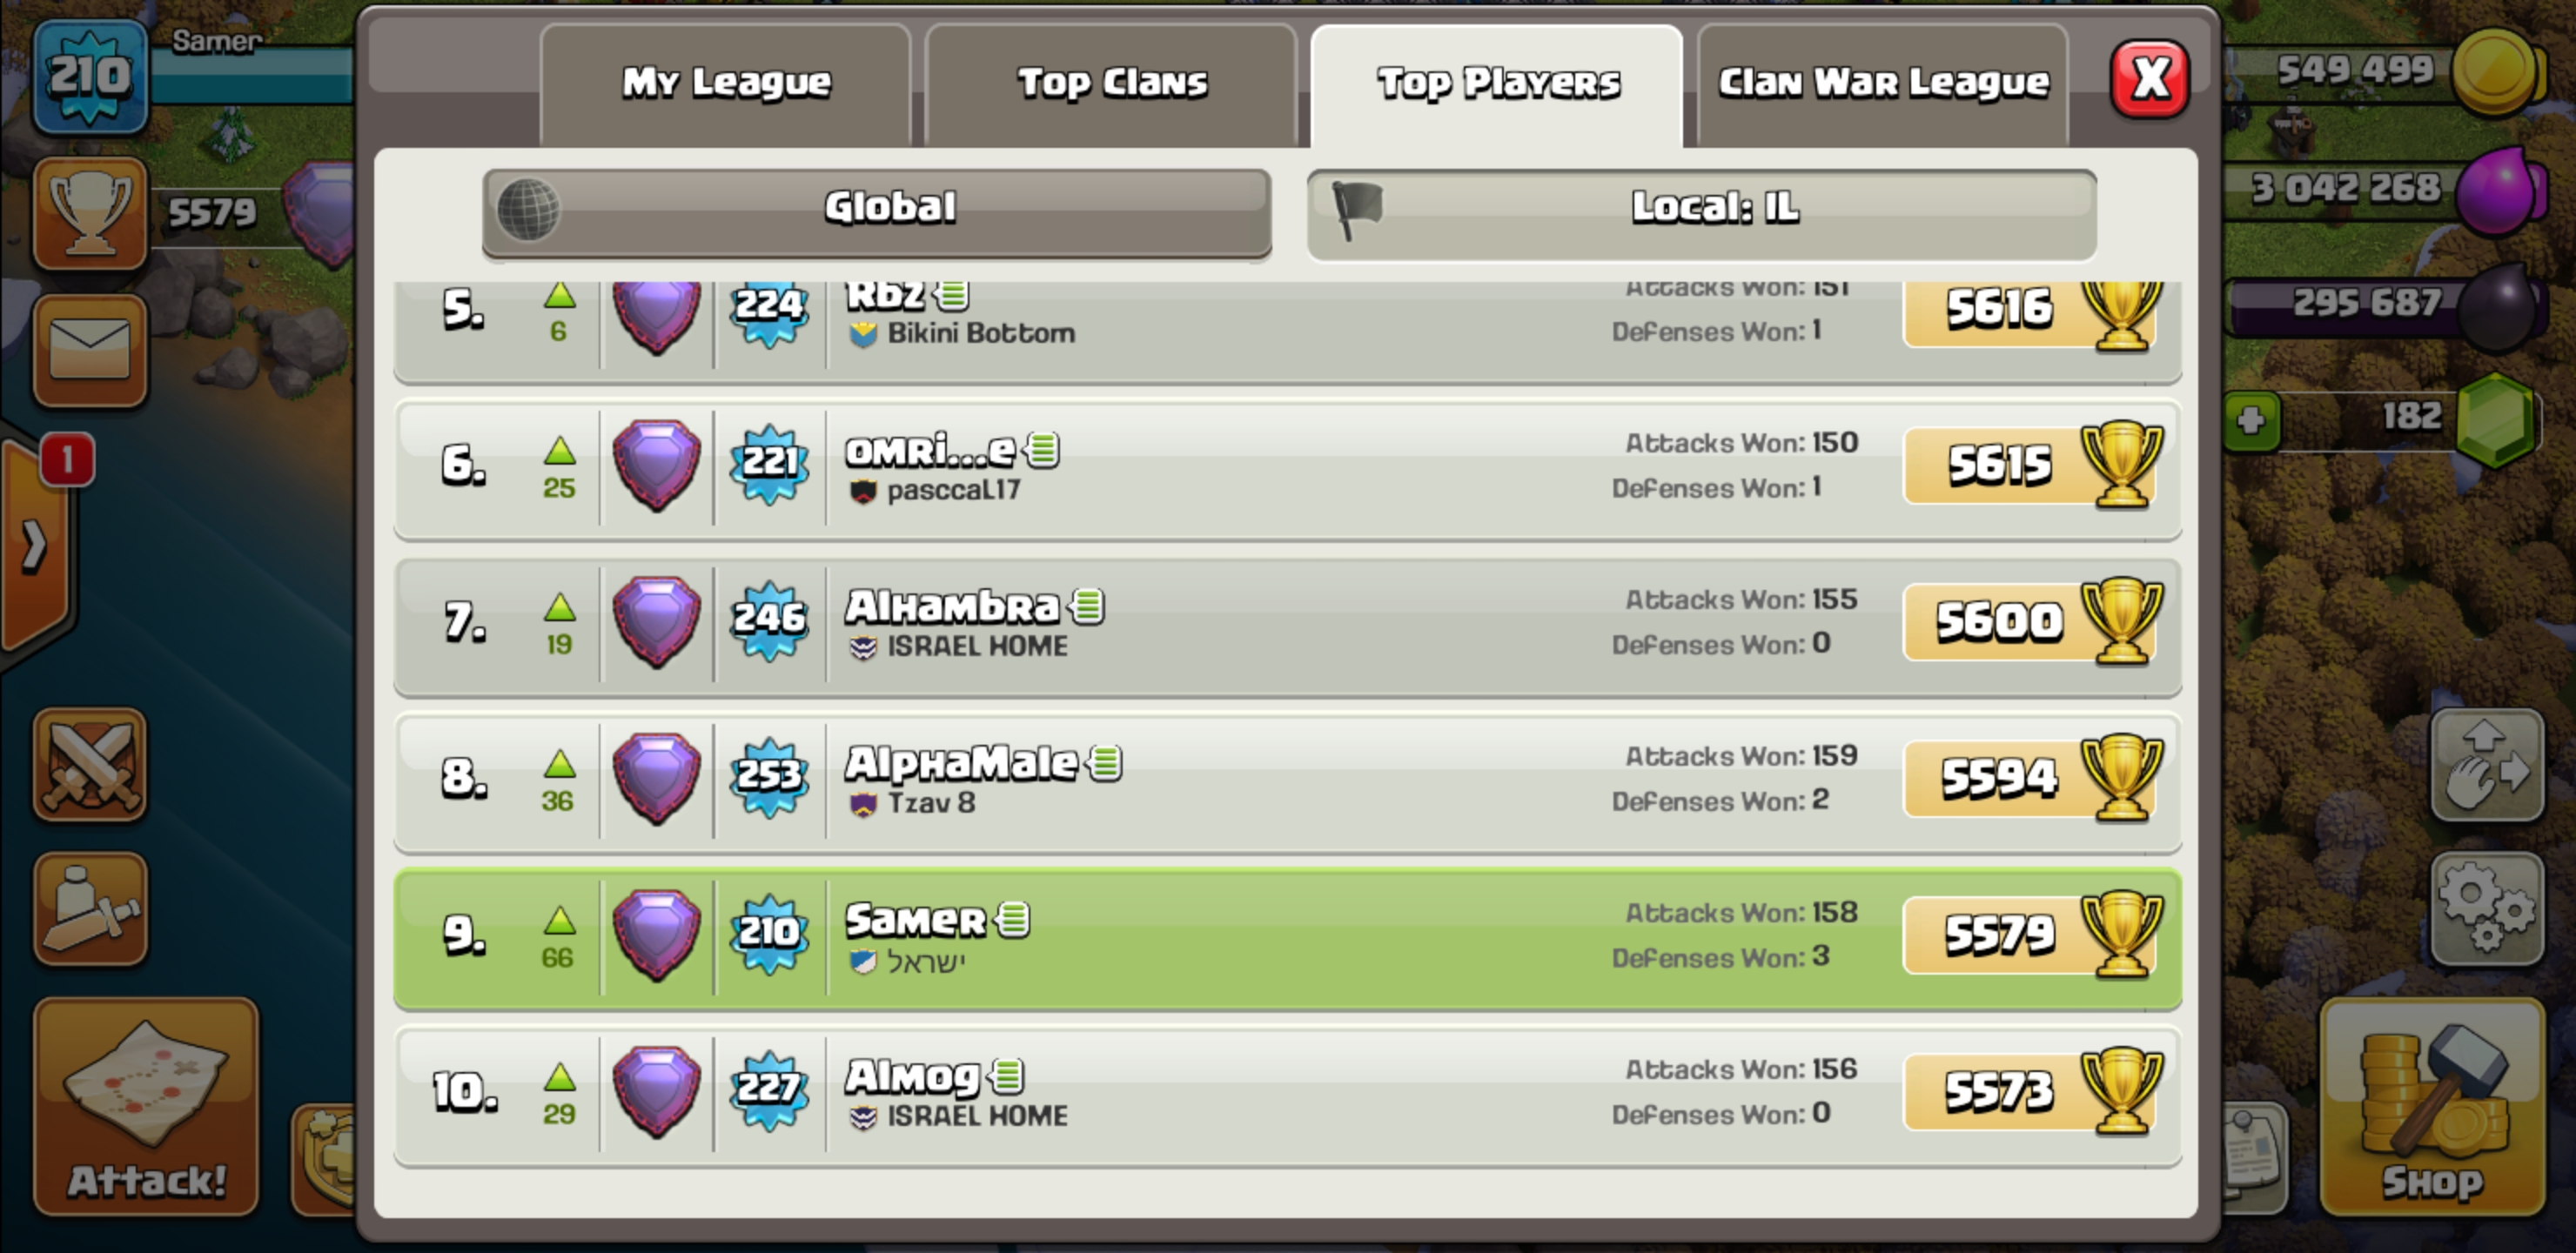 210
Samer
5579
1
Attack!
My League
Top Clans
Top Players
Clan War League
X
Global
Local: IL
5.
6
224
Rbz
Bikini Bottom
Attacks Won: 151
Defenses Won: 1
5616
6.
25
221
OMRi...e
pasccaL17
Attacks Won: 150
Defenses Won: 1
5615
7.
19
246
Alhambra
ISRAEL HOME
Attacks Won: 155
Defenses Won: 0
5600
8.
36
253
AlphaMale
Tzav 8
Attacks Won: 159
Defenses Won: 2
5594
9.
66
210
Samer
ישראל
Attacks Won: 158
Defenses Won: 3
5579
10.
29
227
Almog
ISRAEL HOME
Attacks Won: 156
Defenses Won: 0
5573
549 499
3 042 268
295 687
182
Shop